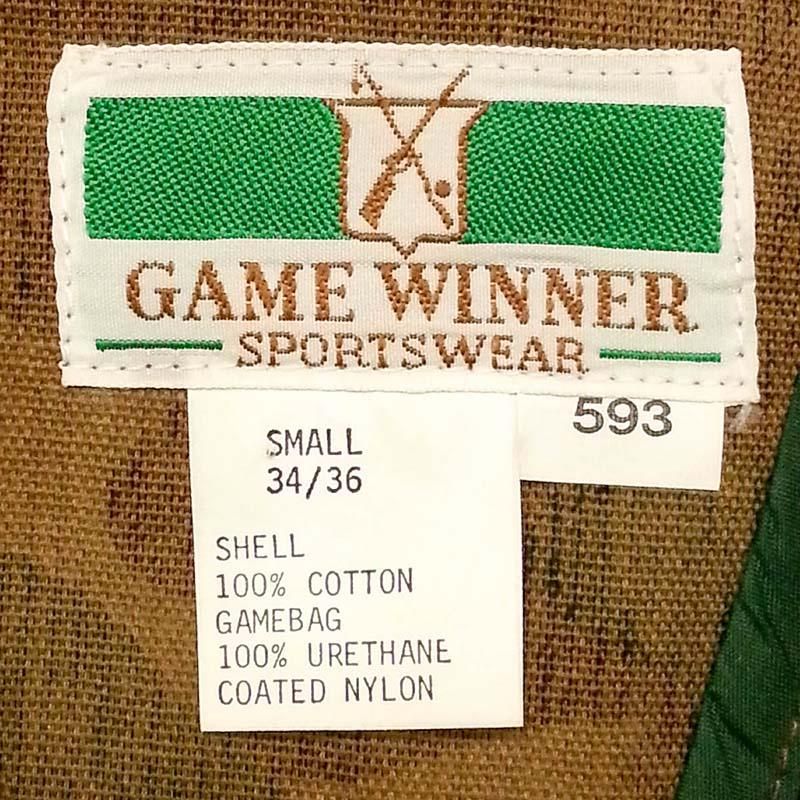 GAME WINNER
SPORTSWEAR
593
SMALL
34/36
SHELL
100% COTTON
GAMEBAG
100% URETHANE
COATED NYLON